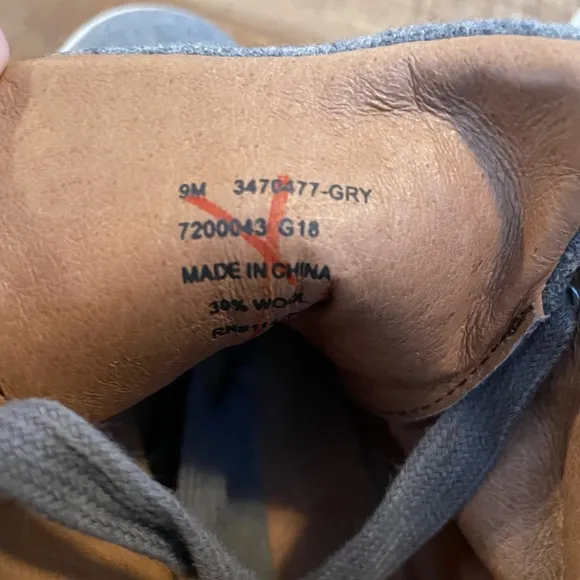 9M 3470477-GRY
7200043 G18
MADE IN CHINA
30% WOOL